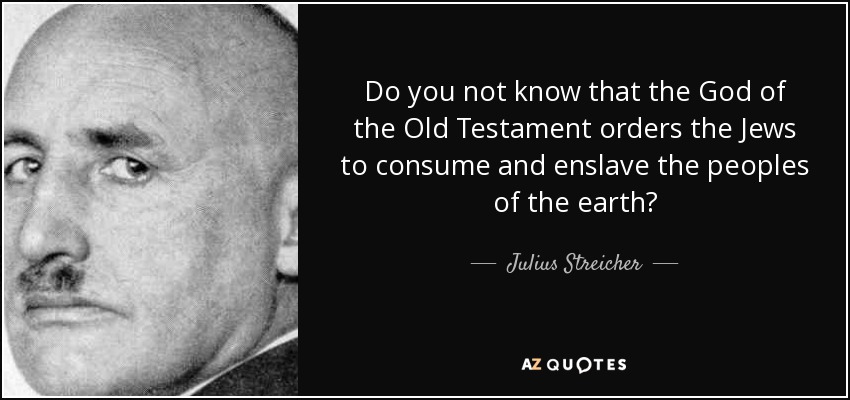 Do you not know that the God of
the Old Testament orders the Jews
to consume and enslave the peoples
of the earth?
Julius Streicher
AZ QUOTES